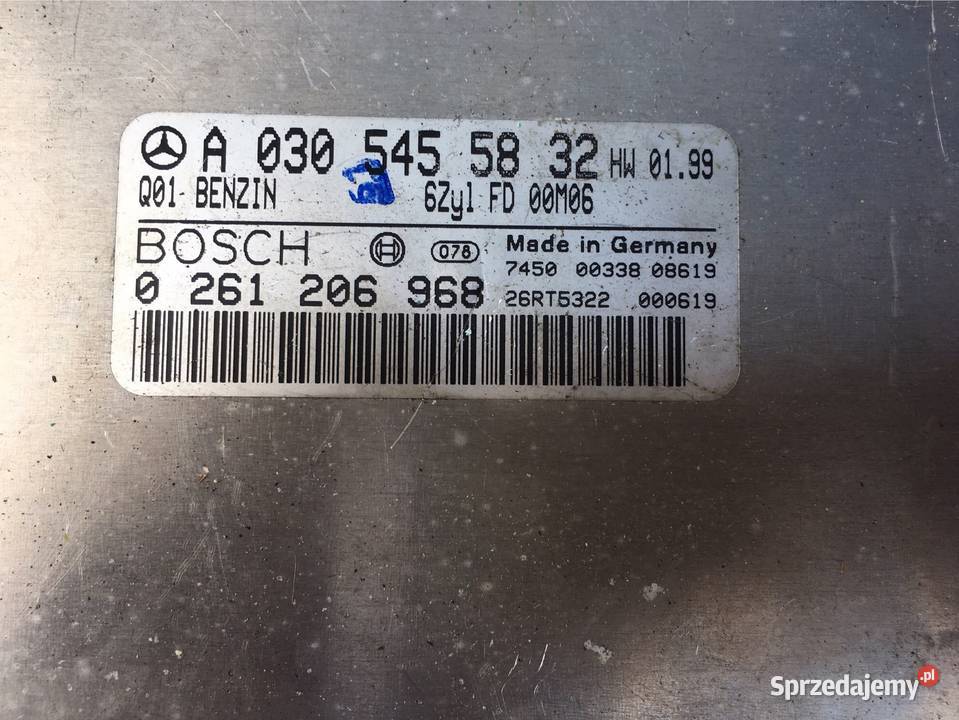 A 030 545 58 32 HW 01.99
Q01 BENZIN 6Zyl FD 00M06
BOSCH 078 Made in Germany
7450 00338 08619
0 261 206 968 26RT5322 000619
Sprzedajemy.pl